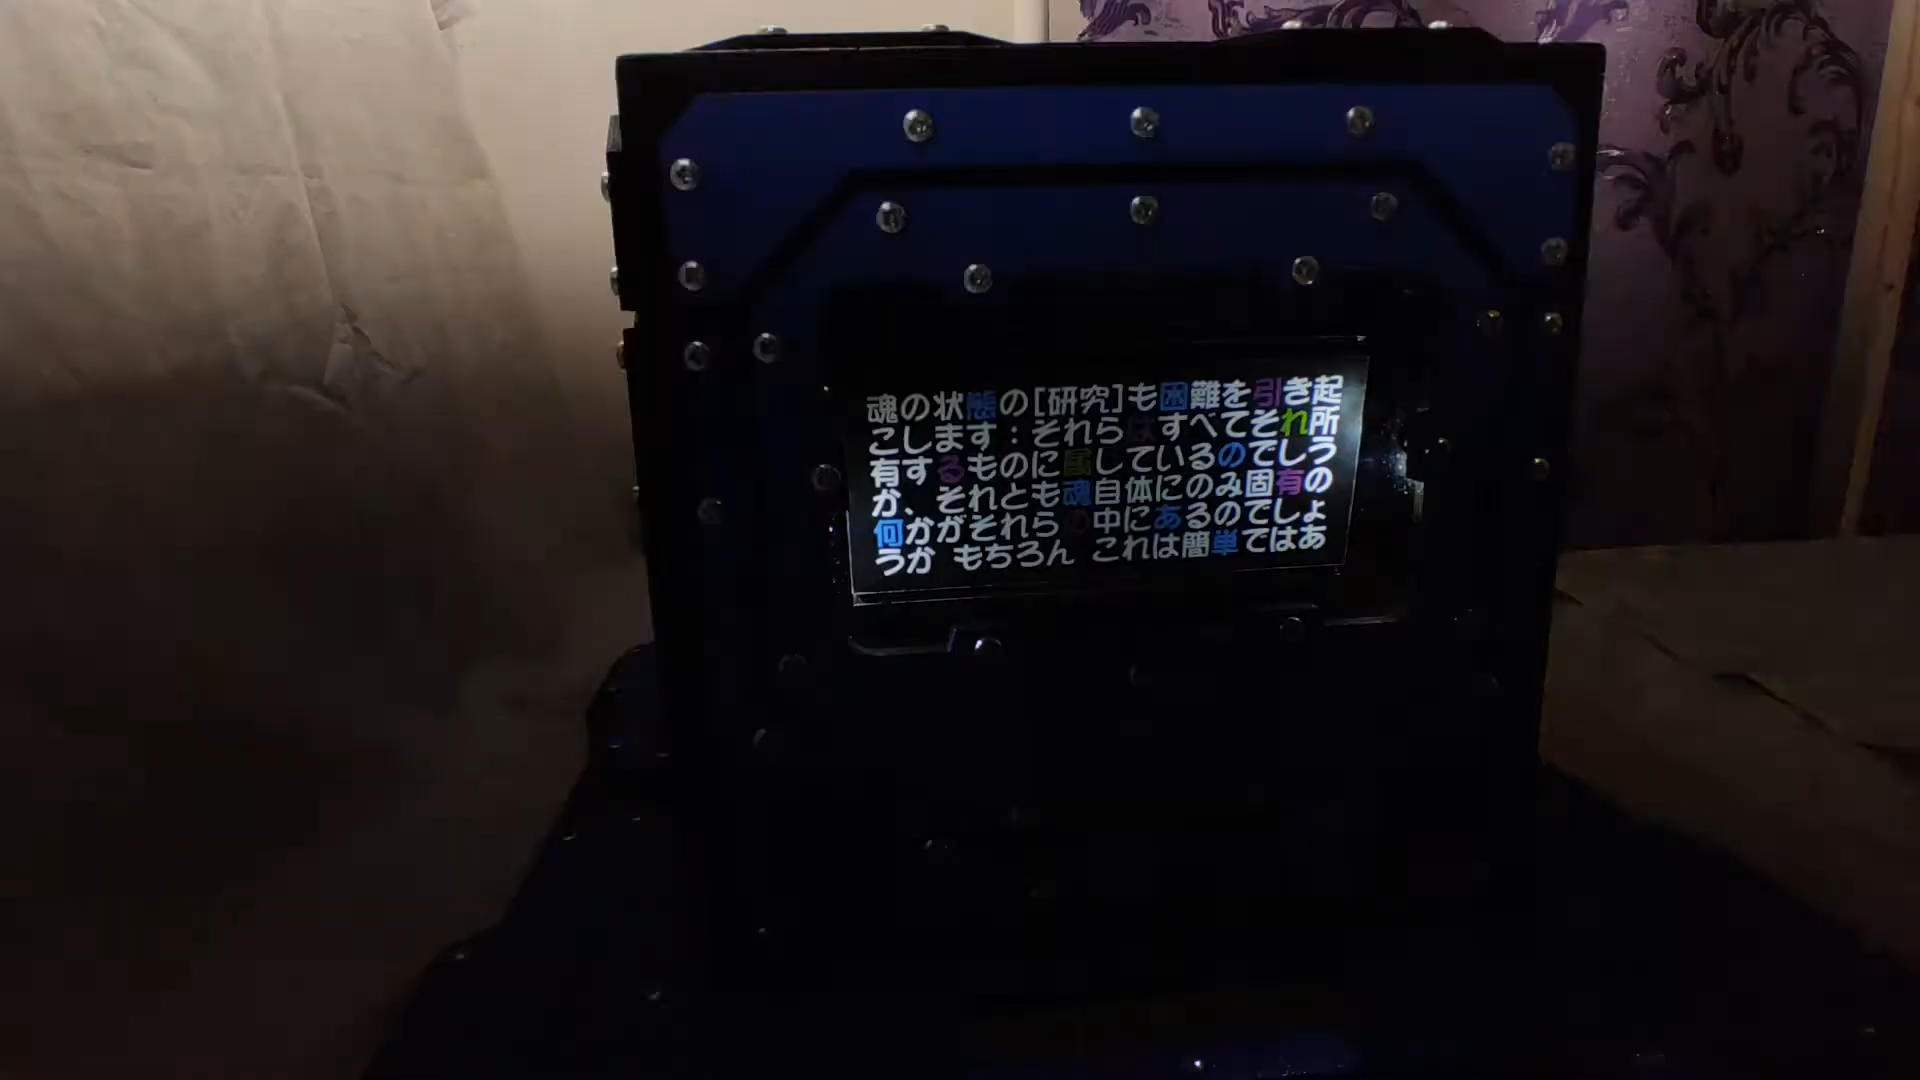 魂の状態の[研究]も困難を引き起
こします：それらはすべてそれ所
有するものに属しているのでしう
か、それとも魂自体にのみ固有の
何かがそれらの中にあるのでしょ
うか もちろん これは簡単ではあ